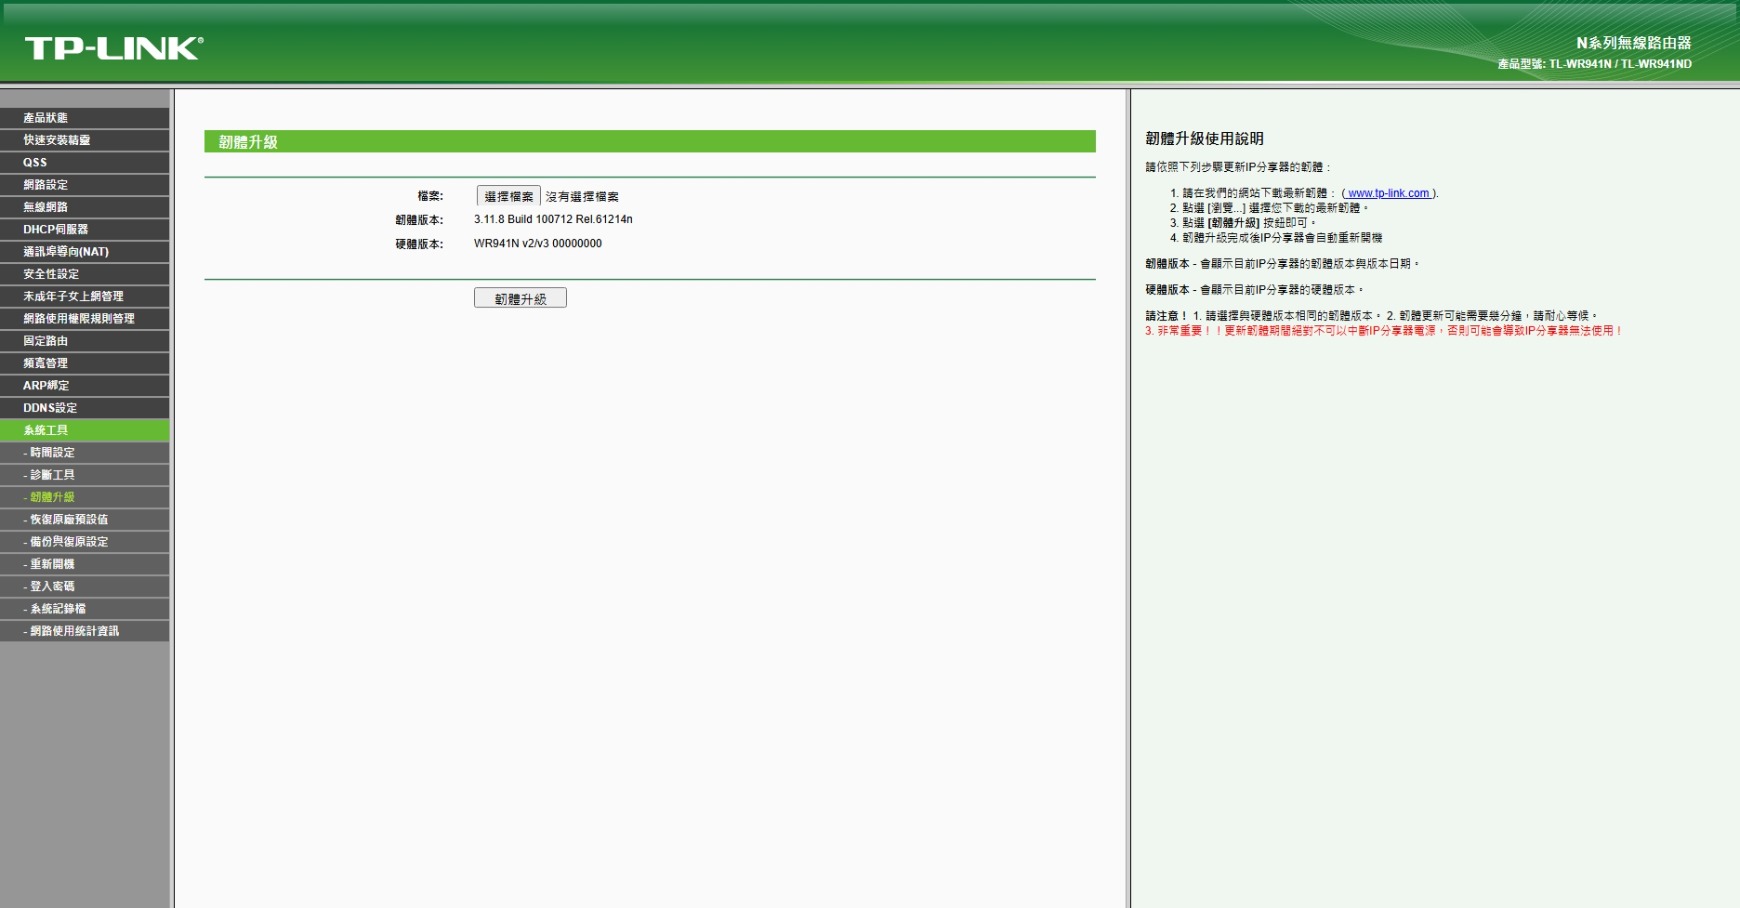 TP-LINK®
N系列無線路由器
產品型號: TL-WR941N / TL-WR941ND
產品狀態
快速安裝精靈
QSS
網路設定
無線網路
DHCP伺服器
通訊埠導向(NAT)
安全性設定
未成年子女上網管理
網路使用權限規則管理
固定路由
頻寬管理
ARP綁定
DDNS設定
系統工具
- 時間設定
- 診斷工具
- 韌體升級
- 恢復原廠預設值
- 備份與復原設定
- 重新開機
- 登入密碼
- 系統記錄檔
- 網路使用統計資訊
韌體升級
檔案: 選擇檔案 沒有選擇檔案
韌體版本: 3.11.8 Build 100712 Rel.61214n
硬體版本: WR941N v2/v3 00000000
韌體升級
韌體升級使用說明
請依照下列步驟更新IP分享器的韌體：
1. 請在我們的網站下載最新韌體： ( www.tp-link.com ).
2. 點選 [瀏覽...] 選擇您下載的最新韌體。
3. 點選 [韌體升級] 按鈕即可。
4. 韌體升級完成後IP分享器會自動重新開機
韌體版本 - 會顯示目前IP分享器的韌體版本與版本日期。
硬體版本 - 會顯示目前IP分享器的硬體版本。
請注意！ 1. 請選擇與硬體版本相同的韌體版本。 2. 韌體更新可能需要幾分鐘，請耐心等候。
3. 非常重要！！更新韌體期間絕對不可以中斷IP分享器電源，否則可能會導致IP分享器無法使用！